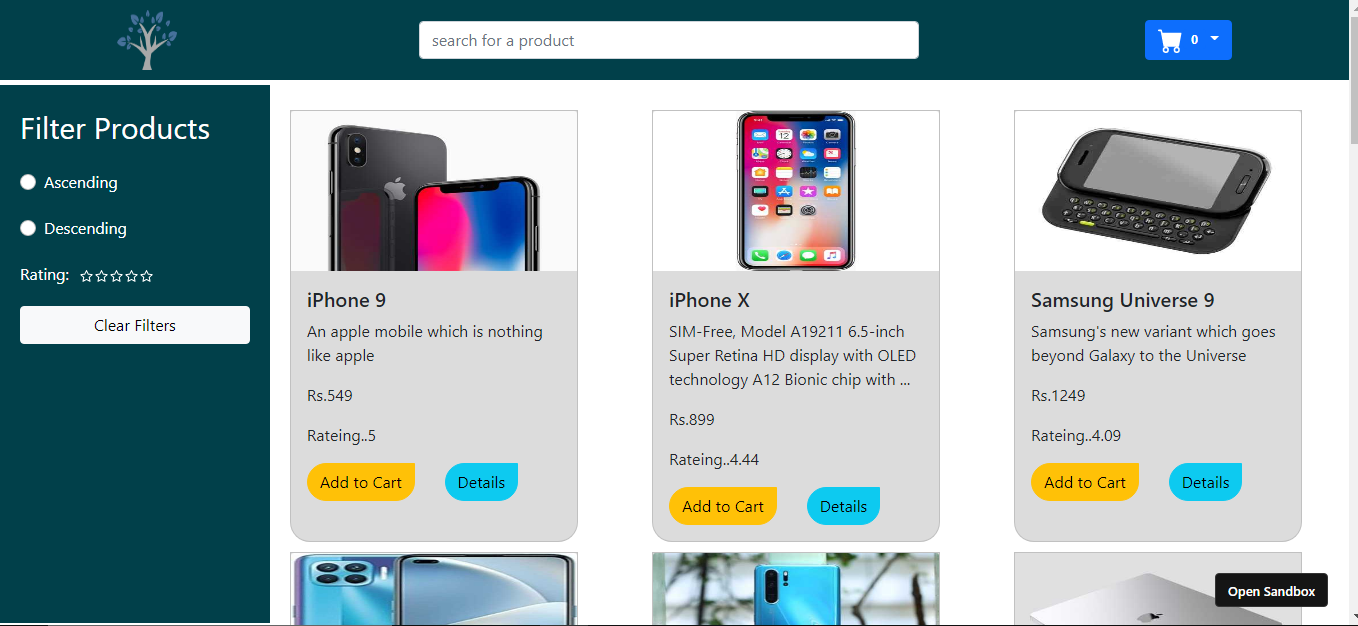 search for a product
0
Filter Products
Ascending
Descending
Rating:
Clear Filters
iPhone 9
An apple mobile which is nothing
like apple
Rs.549
Rateing..5
Add to Cart
Details
iPhone X
SIM-Free, Model A19211 6.5-inch
Super Retina HD display with OLED
technology A12 Bionic chip with ...
Rs.899
Rateing..4.44
Add to Cart
Details
Samsung Universe 9
Samsung's new variant which goes
beyond Galaxy to the Universe
Rs.1249
Rateing..4.09
Add to Cart
Details
Open Sandbox